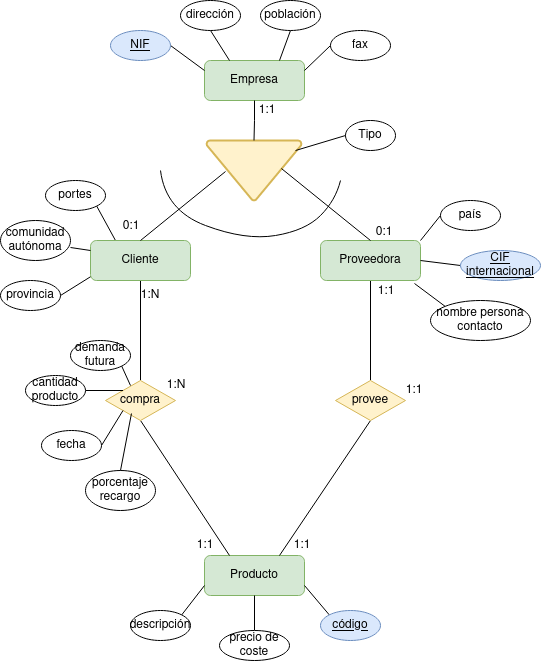 dirección
población
NIF
fax
Empresa
1:1
Tipo
portes
0:1
país
comunidad
autónoma
0:1
Cliente
Proveedora
CIF
internacional
provincia
1:N
1:1
nombre persona
contacto
demanda
futura
cantidad
producto
1:N
1:1
compra
provee
fecha
porcentaje
recargo
1:1
1:1
Producto
descripción
precio de
coste
código